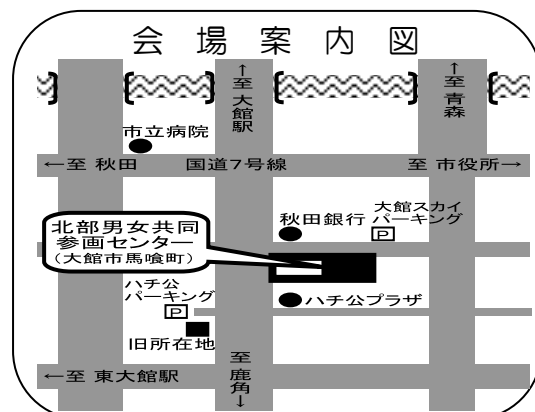 会場案内図
↑至大館駅
↑至青森
市立病院
←至 秋田
国道7号線
至 市役所→
大館スカイ
パーキング
P
秋田銀行
北部男女共同
参画センター
(大館市馬喰町)
ハチ公
パーキング
P
ハチ公プラザ
旧所在地
至鹿角↓
←至 東大館駅